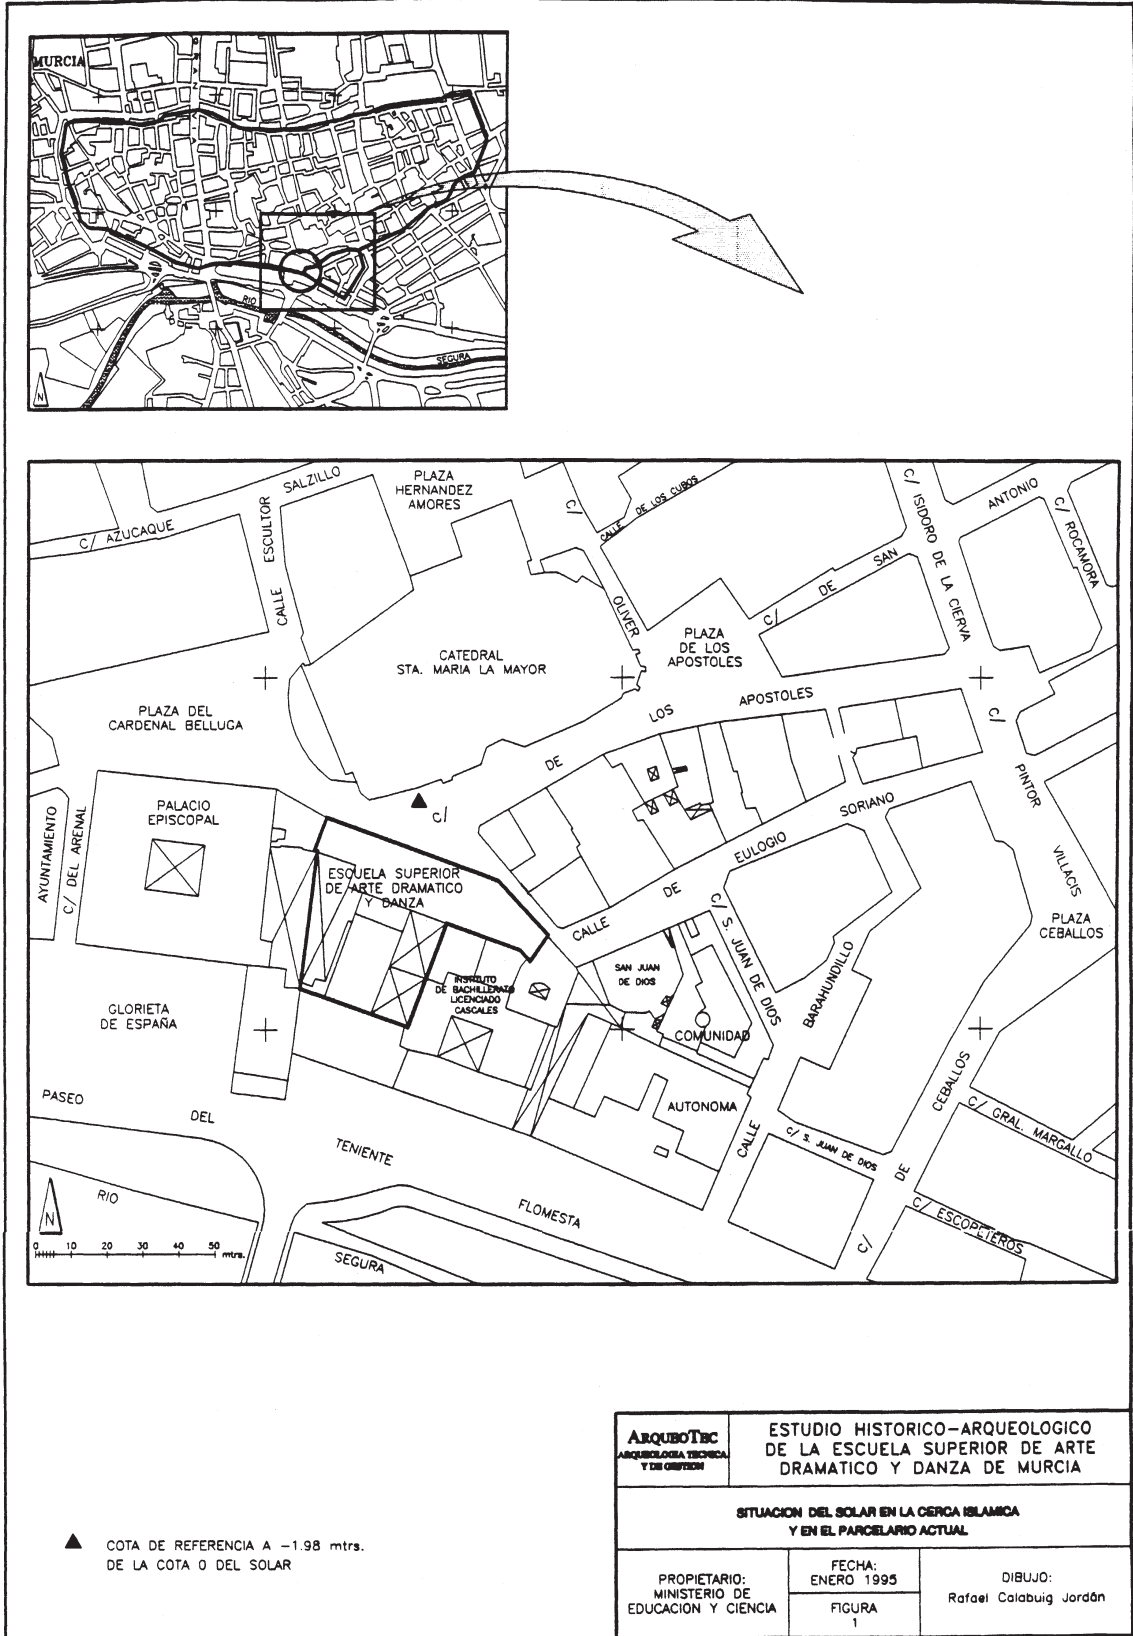 MURCIA
GRAN VIA
RIO
SEGURA
N
SALZILLO
PLAZA
HERNANDEZ
AMORES
C/
CALLE DE LOS CUBOS
C/ ISIDORO DE LA CIERVA
ANTONIO
C/ ROCAMORA
C/ AZUCAQUE
CALLE ESCULTOR
C/ DE SAN
OLIVER
CATEDRAL
STA. MARIA LA MAYOR
PLAZA
DE LOS
APOSTOLES
PLAZA DEL
CARDENAL BELLUGA
DE LOS APOSTOLES
C/
c/
PINTOR
VILLACIS
PALACIO
EPISCOPAL
AYUNTAMIENTO
C/ DEL ARENAL
ESCUELA SUPERIOR
DE ARTE DRAMATICO
Y DANZA
CALLE DE EULOGIO SORIANO
PLAZA
CEBALLOS
C/ S. JUAN DE DIOS
BARAHUNDILLO
SAN JUAN
DE DIOS
INSTITUTO
DE BACHILLERATO
LICENCIADO
CASCALES
GLORIETA
DE ESPAÑA
COMUNIDAD
AUTONOMA
CALLE
C/ DE CEBALLOS
C/ GRAL. MARGALLO
C/ S. JUAN DE DIOS
C/ ESCOPETEROS
PASEO DEL TENIENTE FLOMESTA
RIO SEGURA
N
0 10 20 30 40 50 mtrs.
COTA DE REFERENCIA A -1.98 mtrs.
DE LA COTA 0 DEL SOLAR
ARQUEOTEC
ARQUEOLOGIA TECNICA
Y DE GESTION
ESTUDIO HISTORICO-ARQUEOLOGICO
DE LA ESCUELA SUPERIOR DE ARTE
DRAMATICO Y DANZA DE MURCIA
SITUACION DEL SOLAR EN LA CERCA ISLAMICA
Y EN EL PARCELARIO ACTUAL
PROPIETARIO:
MINISTERIO DE
EDUCACION Y CIENCIA
FECHA:
ENERO 1995
FIGURA
1
DIBUJO:
Rafael Calabuig Jordán